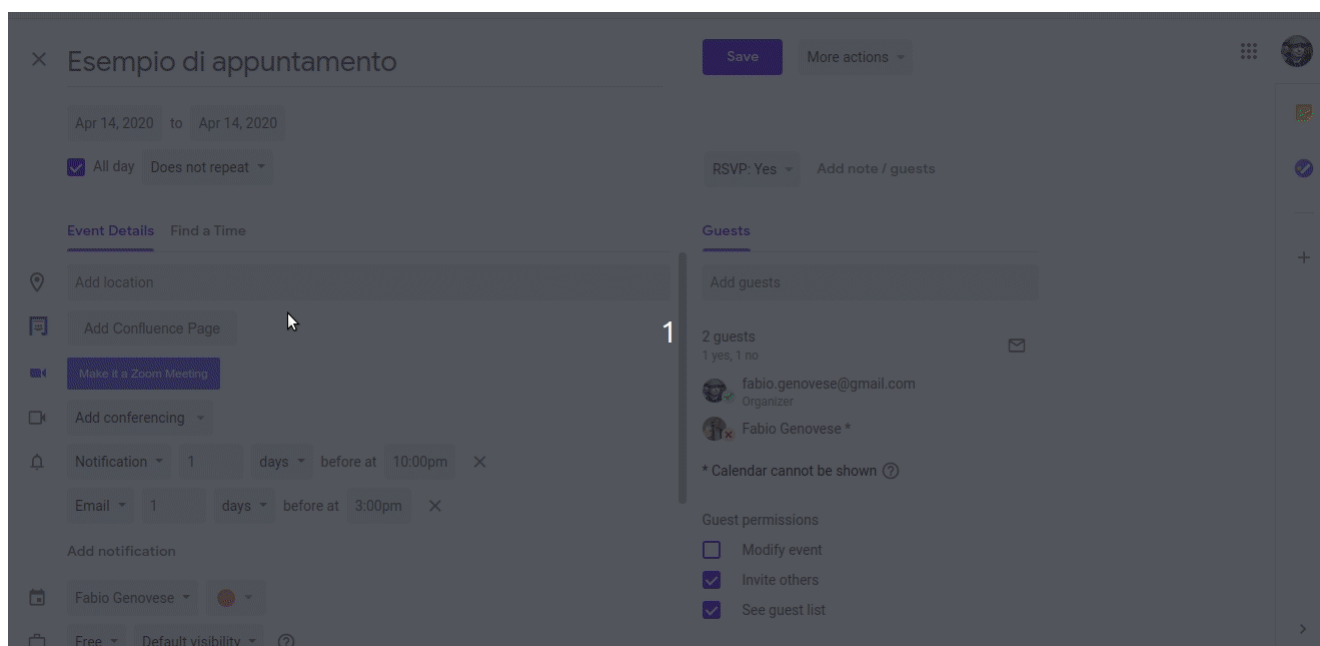 Esempio di appuntamento
Save
More actions
Apr 14, 2020 to Apr 14, 2020
All day Does not repeat
RSVP: Yes Add note / guests
Event Details Find a Time
Guests
Add location
Add guests
Add Confluence Page
1
2 guests
1 yes, 1 no
Make it a Zoom Meeting
fabio.genovese@gmail.com
Organizer
Add conferencing
Fabio Genovese *
Notification 1 days before at 10:00pm
* Calendar cannot be shown
Email 1 days before at 3:00pm
Guest permissions
Add notification
Modify event
Invite others
Fabio Genovese
See guest list
Free Default visibility